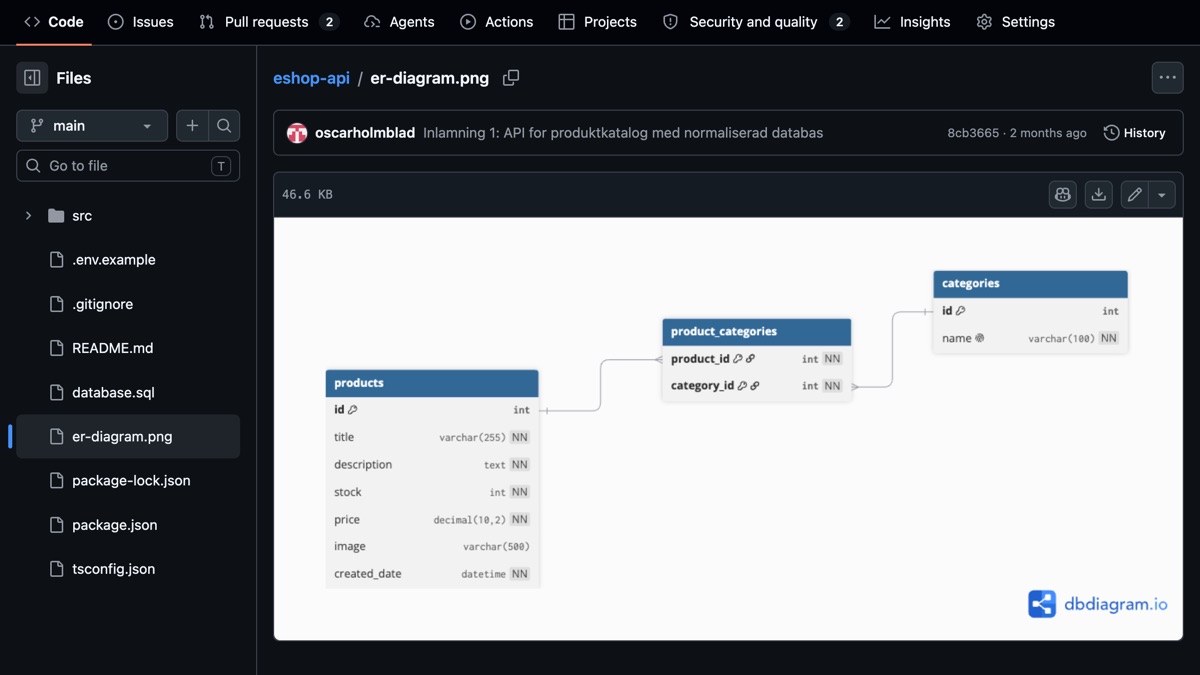 Code Issues Pull requests 2 Agents Actions Projects Security and quality 2 Insights Settings
Files
main
Go to file T
src
.env.example
.gitignore
README.md
database.sql
er-diagram.png
package-lock.json
package.json
tsconfig.json
eshop-api / er-diagram.png
oscarholmblad Inlamning 1: API for produktkatalog med normaliserad databas 8cb3665 · 2 months ago History
46.6 KB
products
id int
title varchar(255) NN
description text NN
stock int NN
price decimal(10,2) NN
image varchar(500)
created_date datetime NN
product_categories
product_id int NN
category_id int NN
categories
id int
name varchar(100) NN
dbdiagram.io